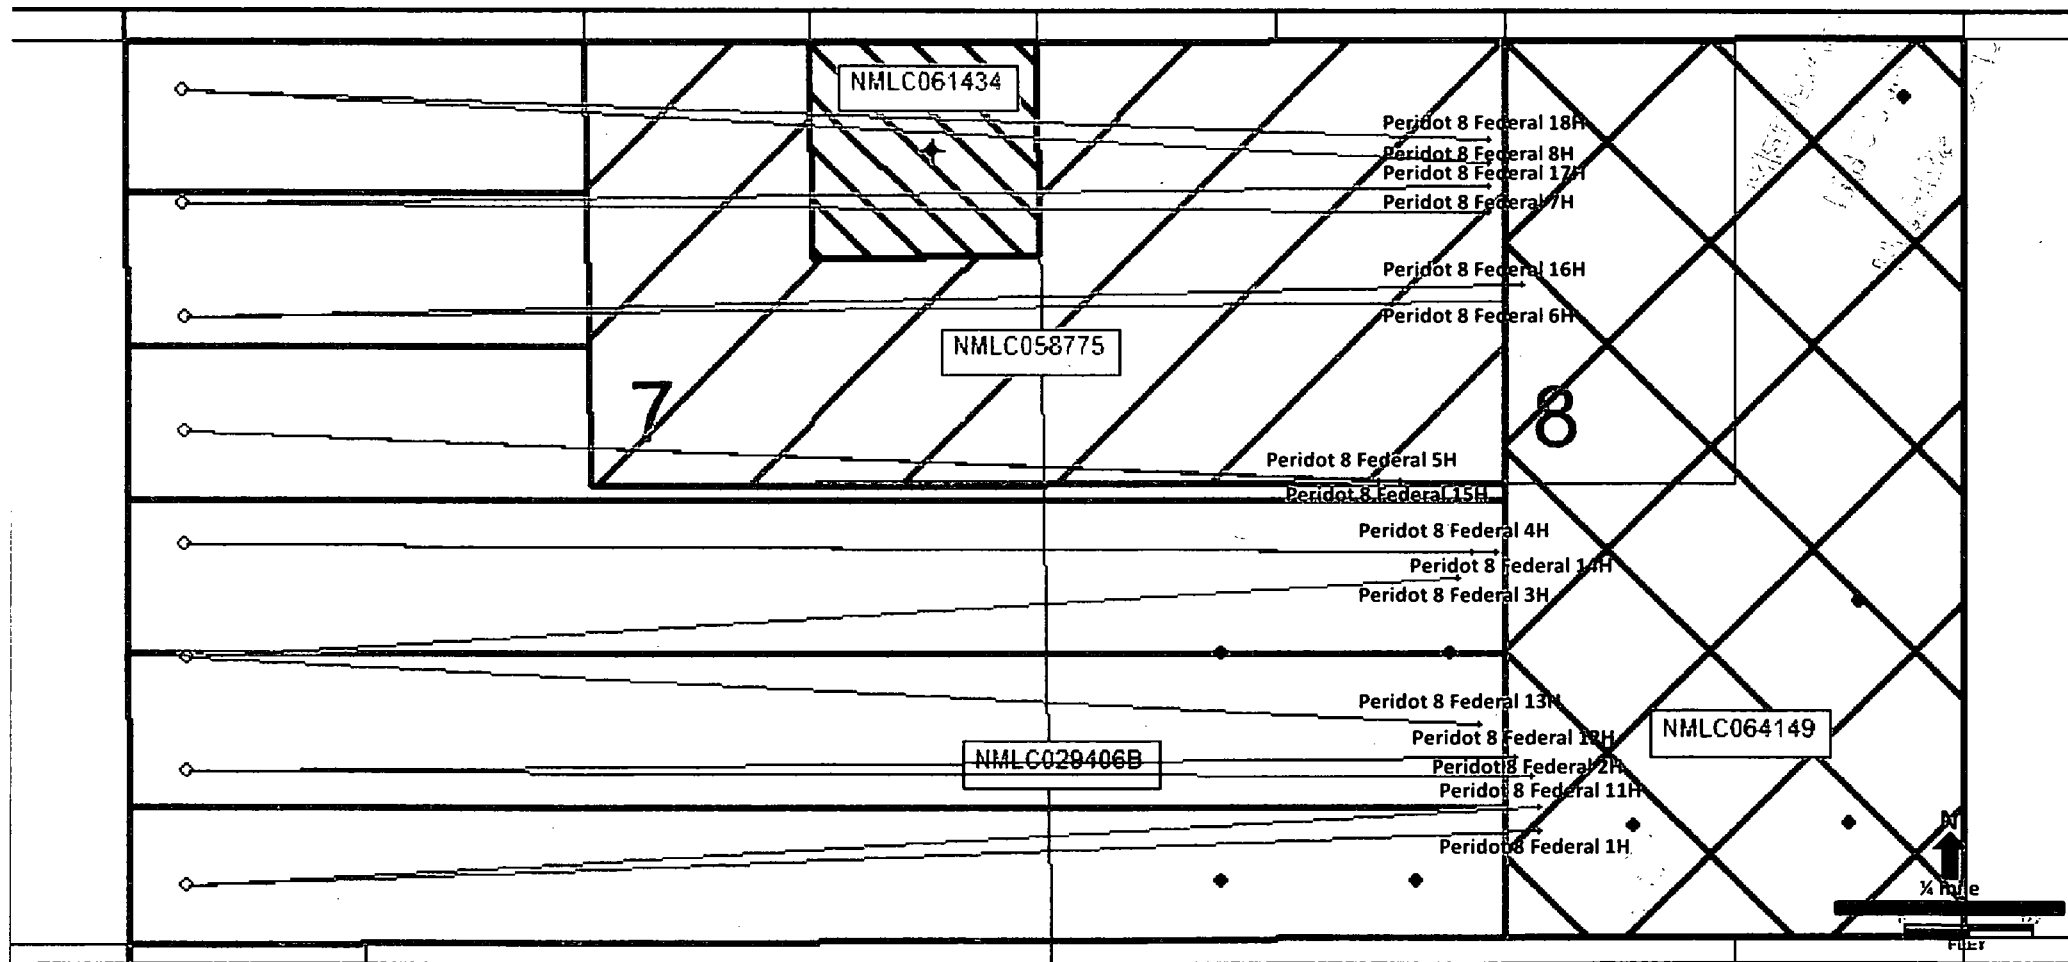 NMLC061434
Peridot 8 Federal 18H
Peridot 8 Federal 8H
Peridot 8 Federal 17H
Peridot 8 Federal 7H
Peridot 8 Federal 16H
Peridot 8 Federal 6H
NMLC058775
7
8
Peridot 8 Federal 5H
Peridot 8 Federal 15H
Peridot 8 Federal 4H
Peridot 8 Federal 14H
Peridot 8 Federal 3H
Peridot 8 Federal 13H
NMLC064149
Peridot 8 Federal 12H
NMLC029406B
Peridot 8 Federal 2H
Peridot 8 Federal 11H
N
Peridot 8 Federal 1H
¼ mile
FEET